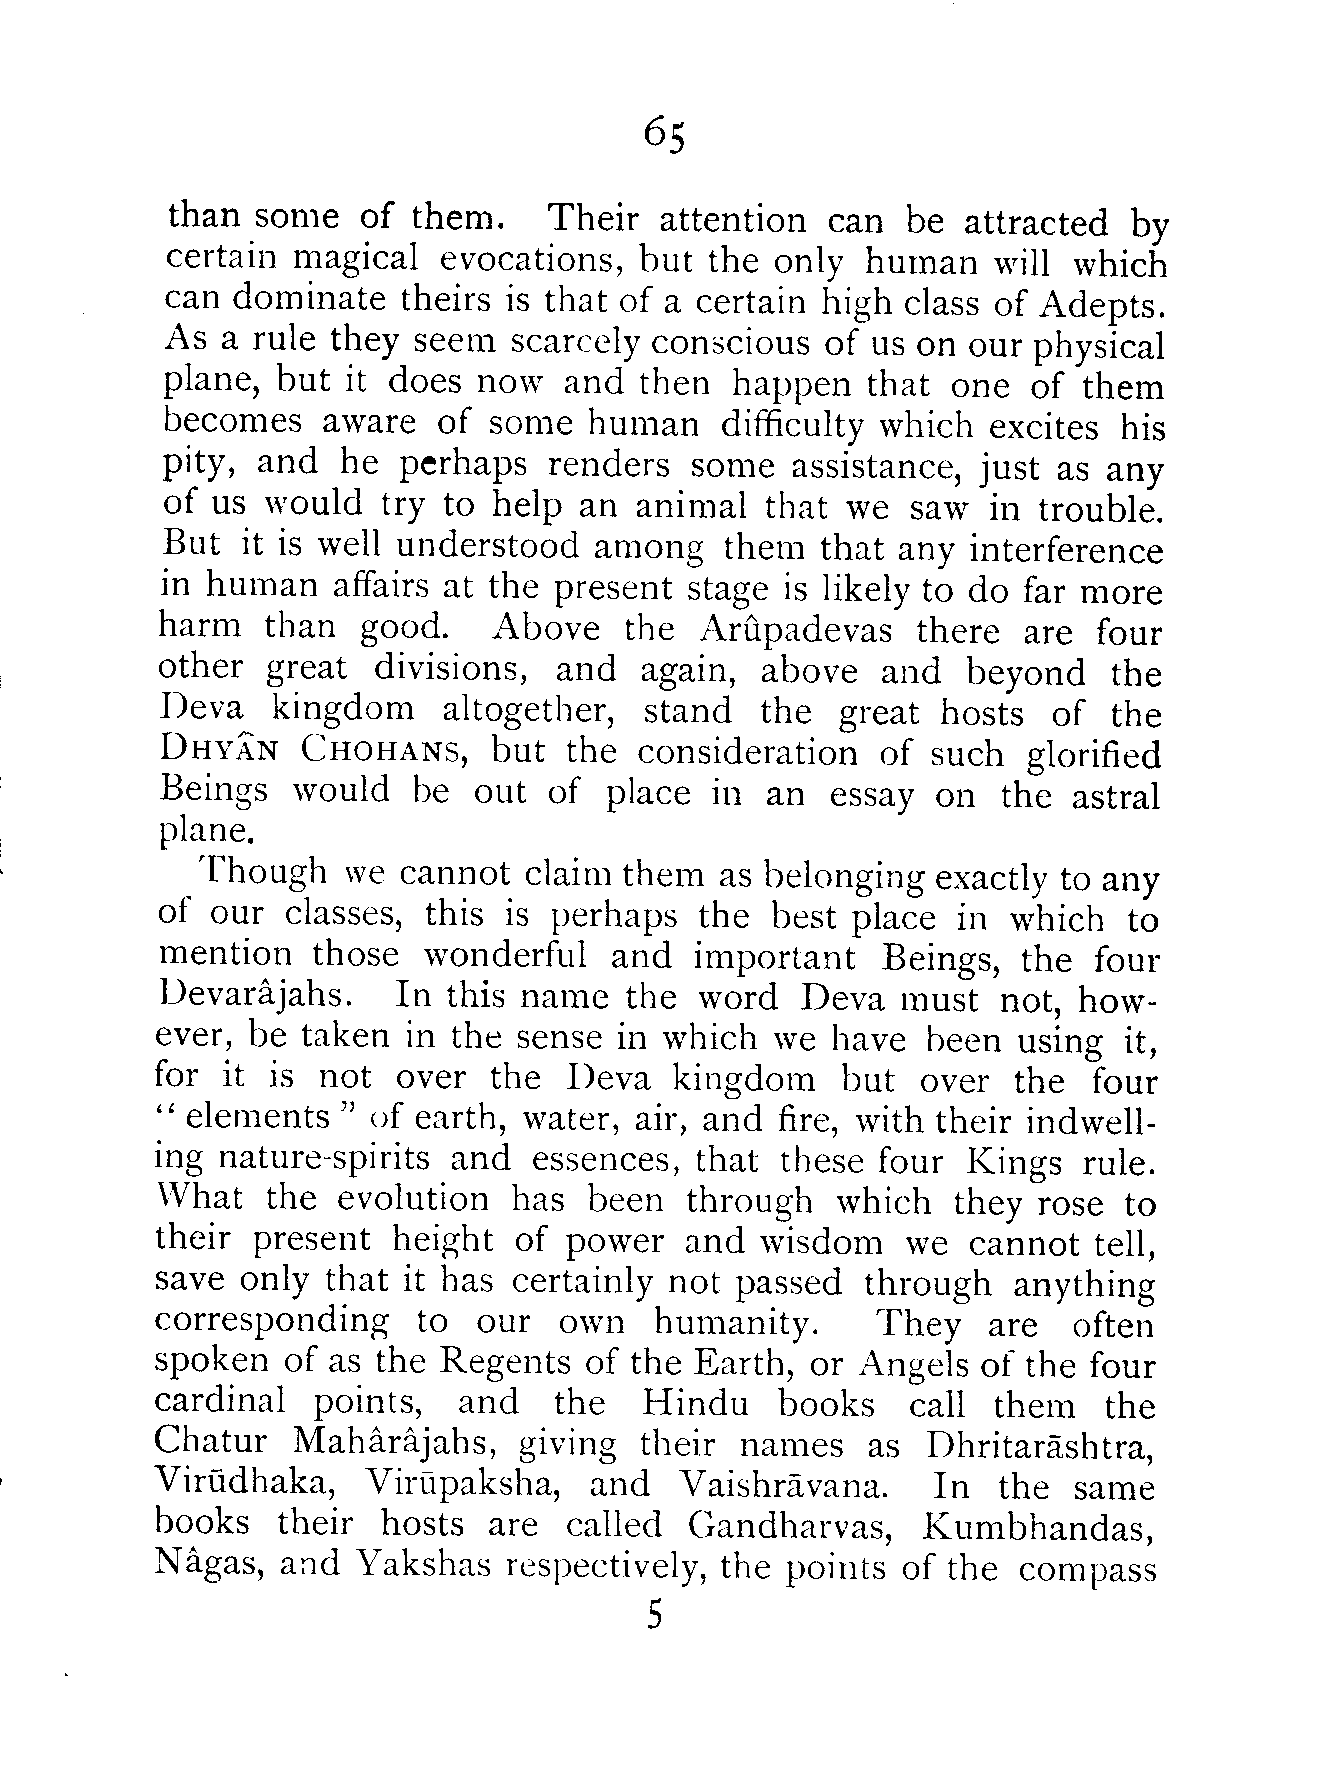 65
than some of them. Their attention can be attracted by
certain magical evocations, but the only human will which
can dominate theirs is that of a certain high class of Adepts.
As a rule they seem scarcely conscious of us on our physical
plane, but it does now and then happen that one of them
becomes aware of some human difficulty which excites his
pity, and he perhaps renders some assistance, just as any
of us would try to help an animal that we saw in trouble.
But it is well understood among them that any interference
in human affairs at the present stage is likely to do far more
harm than good. Above the Arûpadevas there are four
other great divisions, and again, above and beyond the
Deva kingdom altogether, stand the great hosts of the
DHYÂN CHOHANS, but the consideration of such glorified
Beings would be out of place in an essay on the astral
plane.
Though we cannot claim them as belonging exactly to any
of our classes, this is perhaps the best place in which to
mention those wonderful and important Beings, the four
Devarâjahs. In this name the word Deva must not, how-
ever, be taken in the sense in which we have been using it,
for it is not over the Deva kingdom but over the four
“ elements ” of earth, water, air, and fire, with their indwell-
ing nature-spirits and essences, that these four Kings rule.
What the evolution has been through which they rose to
their present height of power and wisdom we cannot tell,
save only that it has certainly not passed through anything
corresponding to our own humanity. They are often
spoken of as the Regents of the Earth, or Angels of the four
cardinal points, and the Hindu books call them the
Chatur Mahârâjahs, giving their names as Dhritarāshtra,
Virūdhaka, Virūpaksha, and Vaishrāvana. In the same
books their hosts are called Gandharvas, Kumbhandas,
Nâgas, and Yakshas respectively, the points of the compass
5